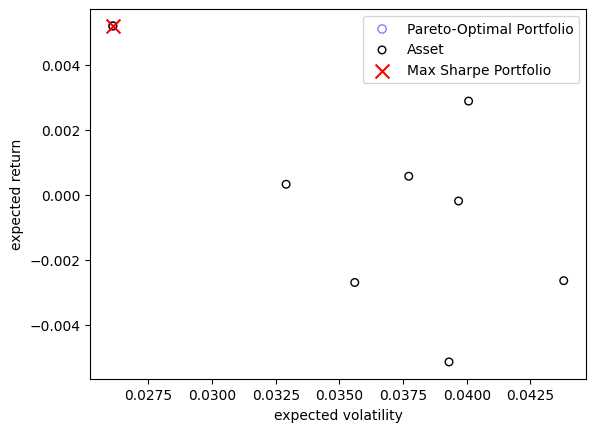 Pareto-Optimal Portfolio
Asset
Max Sharpe Portfolio
expected return
0.004
0.002
0.000
−0.002
−0.004
0.0275 0.0300 0.0325 0.0350 0.0375 0.0400 0.0425
expected volatility